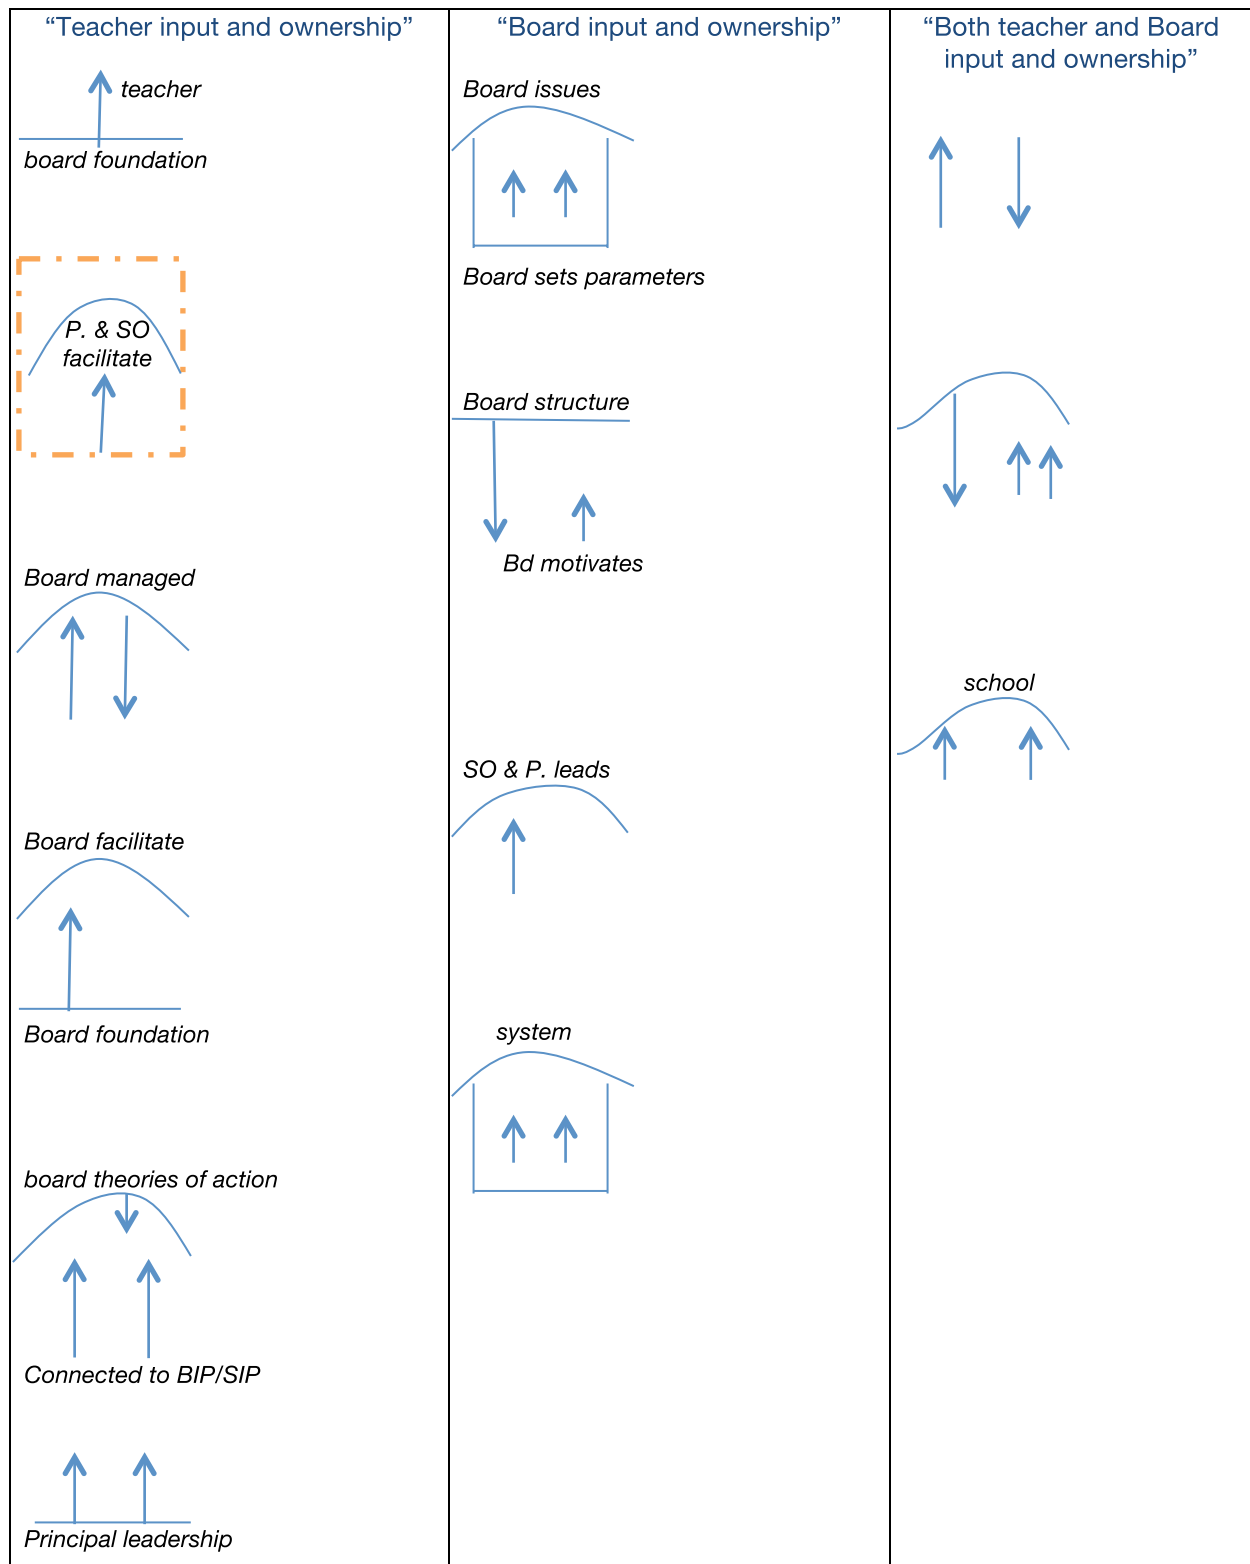 “Teacher input and ownership”
teacher
board foundation
P. & SO
facilitate
Board managed
Board facilitate
Board foundation
board theories of action
Connected to BIP/SIP
Principal leadership
“Board input and ownership”
Board issues
Board sets parameters
Board structure
Bd motivates
SO & P. leads
system
“Both teacher and Board
input and ownership”
school